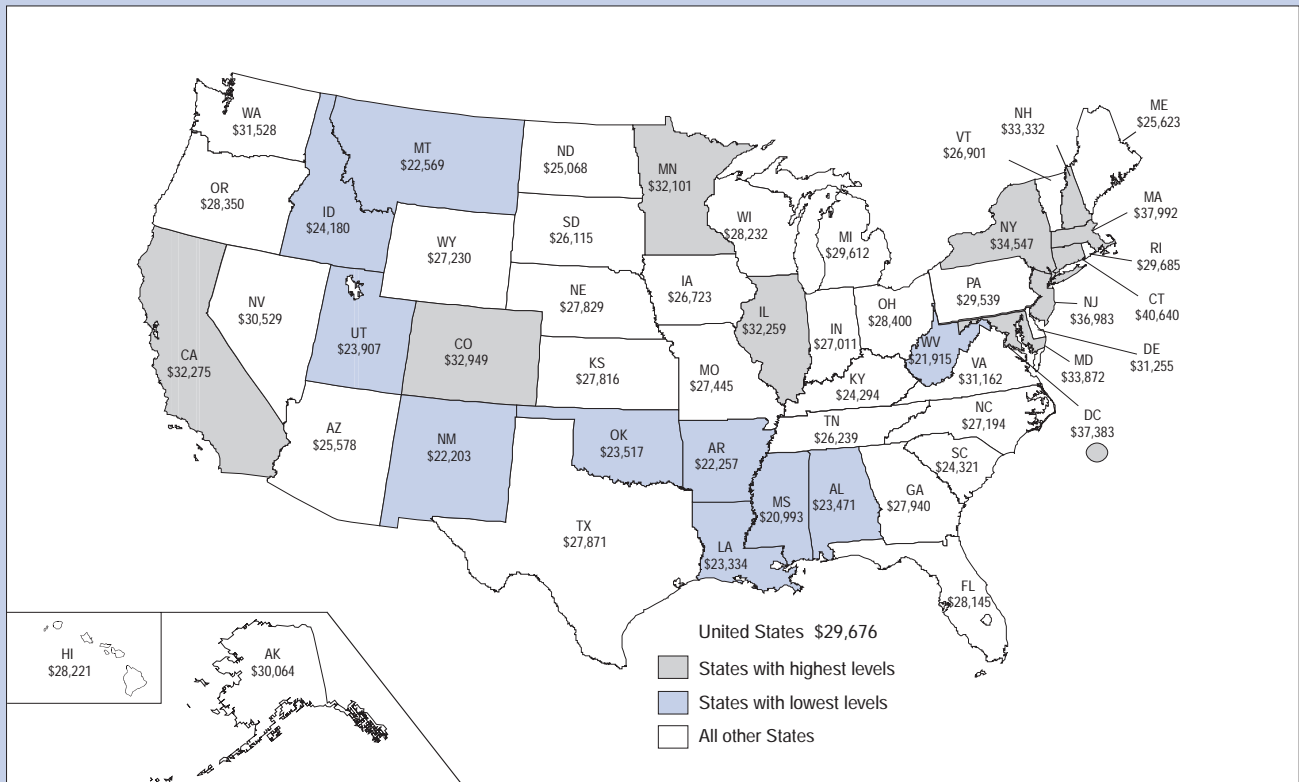 WA
$31,528
OR
$28,350
CA
$32,275
ID
$24,180
NV
$30,529
MT
$22,569
WY
$27,230
UT
$23,907
AZ
$25,578
CO
$32,949
NM
$22,203
ND
$25,068
SD
$26,115
NE
$27,829
KS
$27,816
OK
$23,517
TX
$27,871
MN
$32,101
IA
$26,723
MO
$27,445
AR
$22,257
LA
$23,334
WI
$28,232
IL
$32,259
MI
$29,612
IN
$27,011
OH
$28,400
KY
$24,294
TN
$26,239
MS
$20,993
AL
$23,471
GA
$27,940
FL
$28,145
SC
$24,321
NC
$27,194
VA
$31,162
WV
$21,915
PA
$29,539
NY
$34,547
VT
$26,901
NH
$33,332
ME
$25,623
MA
$37,992
RI
$29,685
CT
$40,640
NJ
$36,983
DE
$31,255
MD
$33,872
DC
$37,383
HI
$28,221
AK
$30,064
United States $29,676
States with highest levels
States with lowest levels
All other States